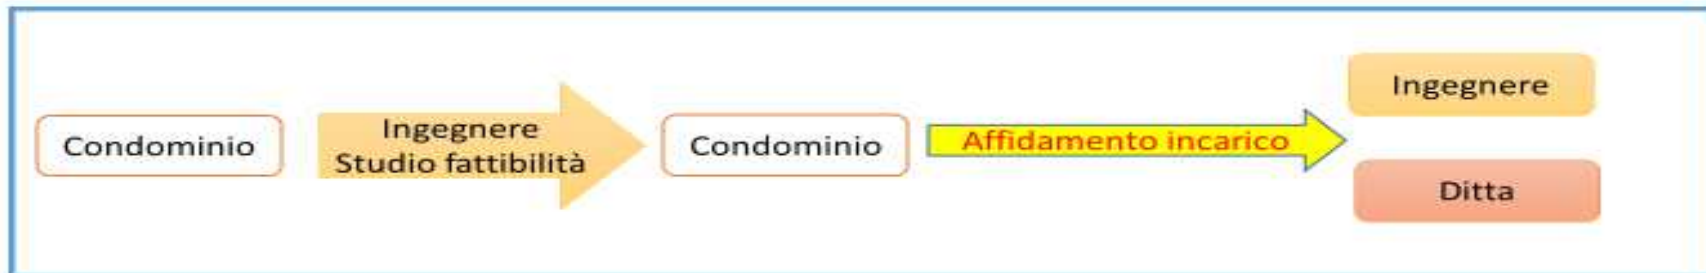 Condominio
Ingegnere
Studio fattibilità
Condominio
Affidamento incarico
Ingegnere
Ditta